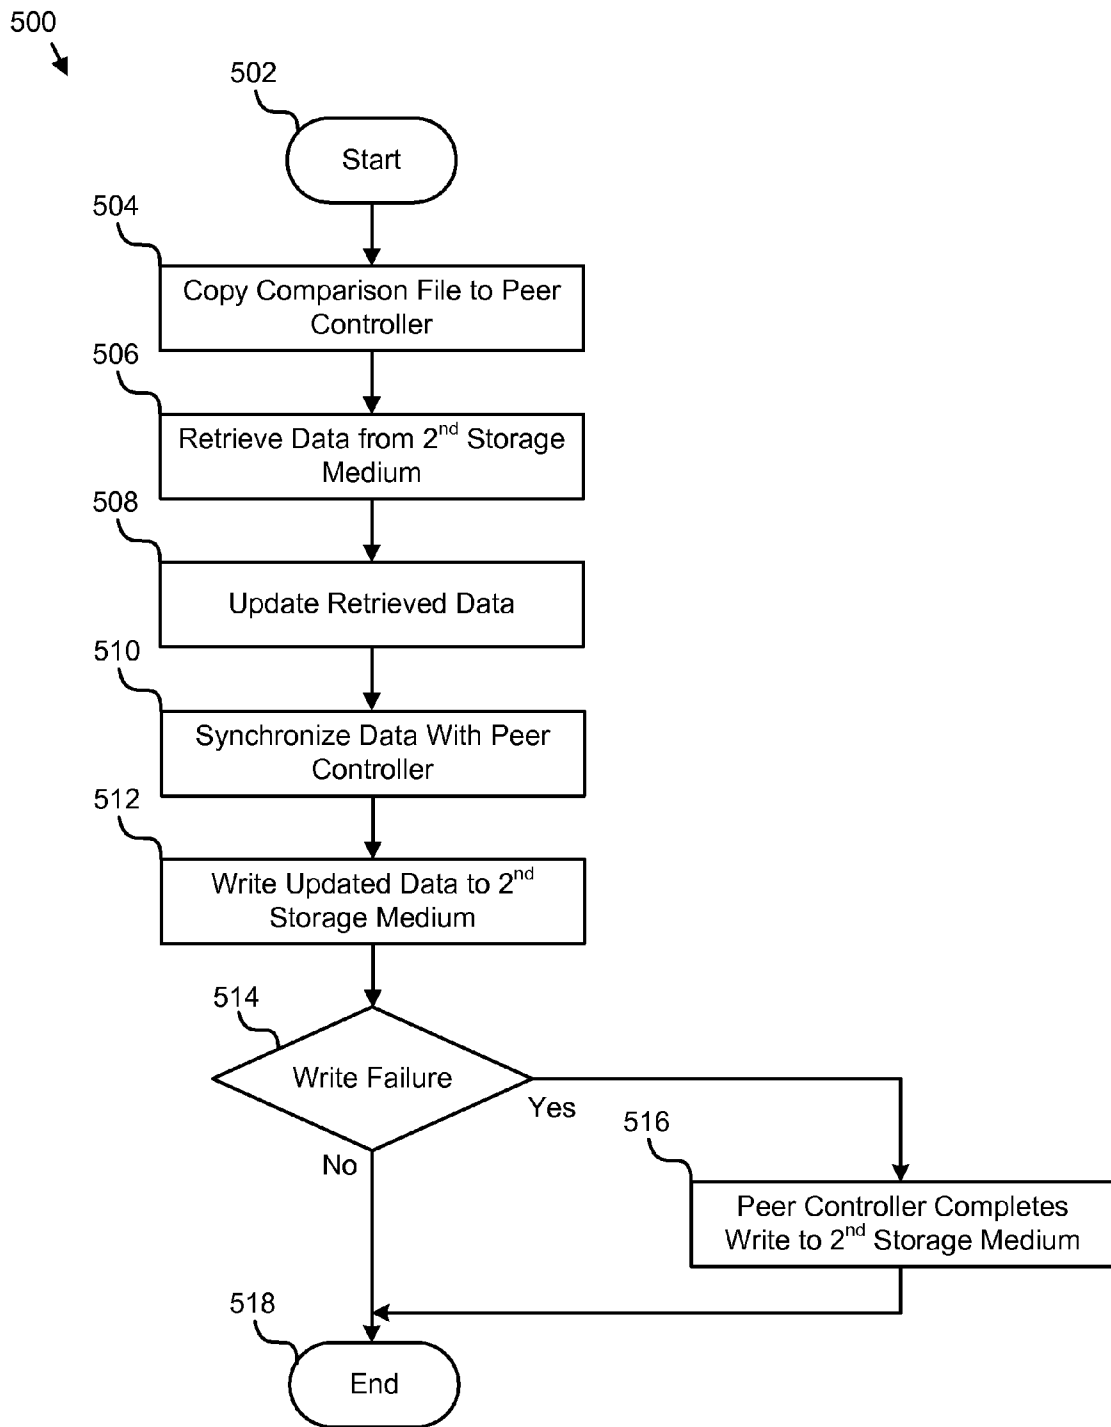 500
502
Start
504
Copy Comparison File to Peer
Controller
506
Retrieve Data from 2nd Storage
Medium
508
Update Retrieved Data
510
Synchronize Data With Peer
Controller
512
Write Updated Data to 2nd
Storage Medium
514
Write Failure
Yes
No
516
Peer Controller Completes
Write to 2nd Storage Medium
518
End